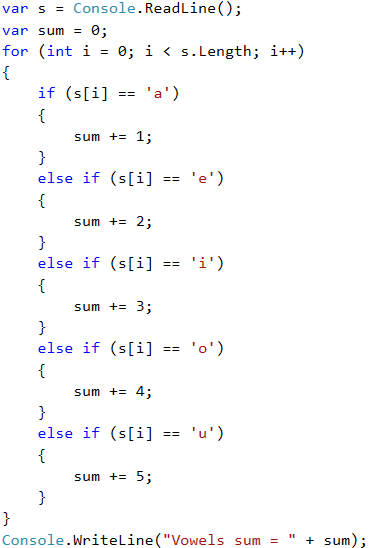 var s = Console.ReadLine();
var sum = 0;
for (int i = 0; i < s.Length; i++)
{
    if (s[i] == 'a')
    {
        sum += 1;
    }
    else if (s[i] == 'e')
    {
        sum += 2;
    }
    else if (s[i] == 'i')
    {
        sum += 3;
    }
    else if (s[i] == 'o')
    {
        sum += 4;
    }
    else if (s[i] == 'u')
    {
        sum += 5;
    }
}
Console.WriteLine("Vowels sum = " + sum);